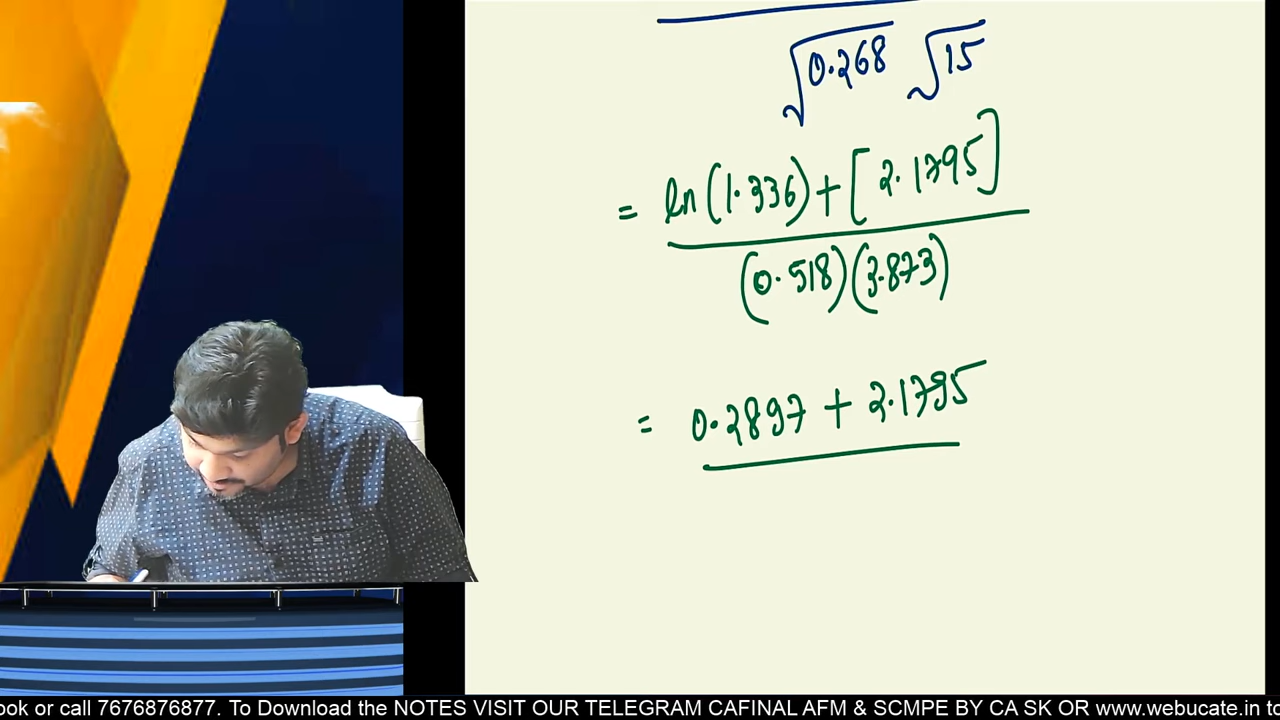 √0.268 √15
= ln(1.336) + [2.1795]
(0.518)(3.873)
= 0.2897 + 2.1795
ook or call 7676876877. To Download the NOTES VISIT OUR TELEGRAM CAFINAL AFM & SCMPE BY CA SK OR www.webucate.in to